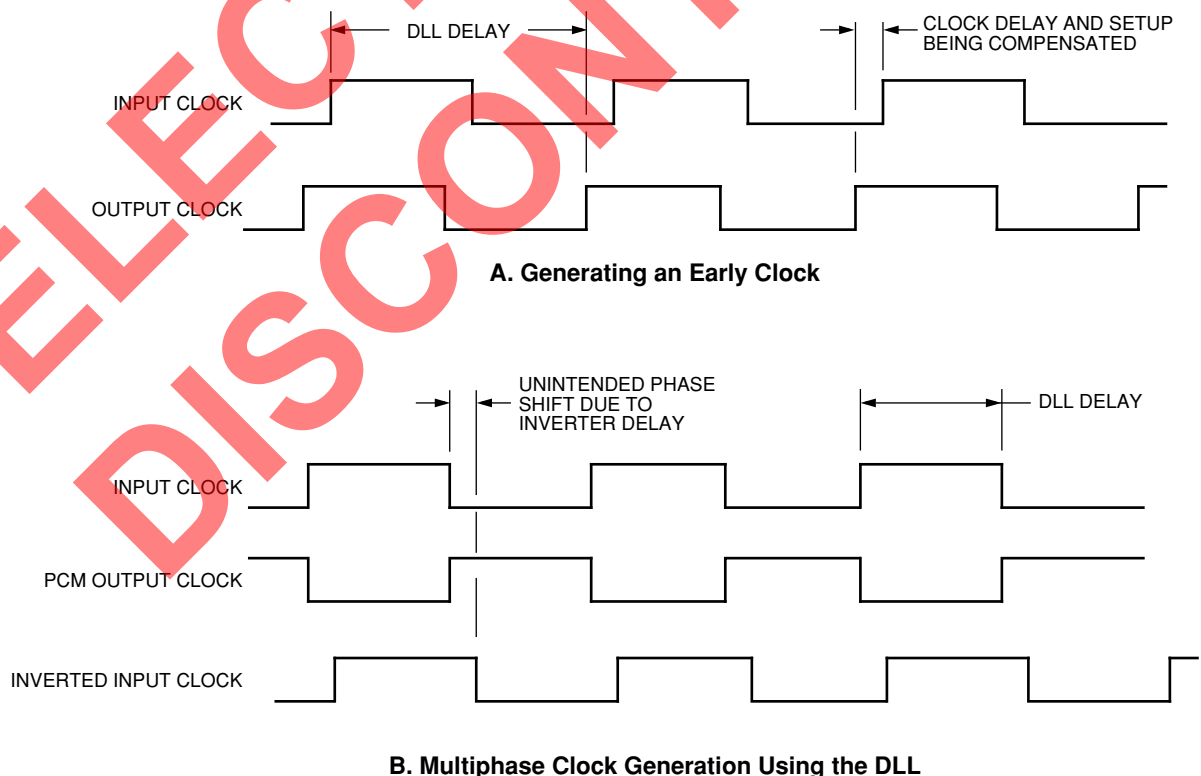 DLL DELAY
CLOCK DELAY AND SETUP
BEING COMPENSATED
INPUT CLOCK
OUTPUT CLOCK
A. Generating an Early Clock
UNINTENDED PHASE
SHIFT DUE TO
INVERTER DELAY
DLL DELAY
INPUT CLOCK
PCM OUTPUT CLOCK
INVERTED INPUT CLOCK
B. Multiphase Clock Generation Using the DLL
ELECT
DISCONT